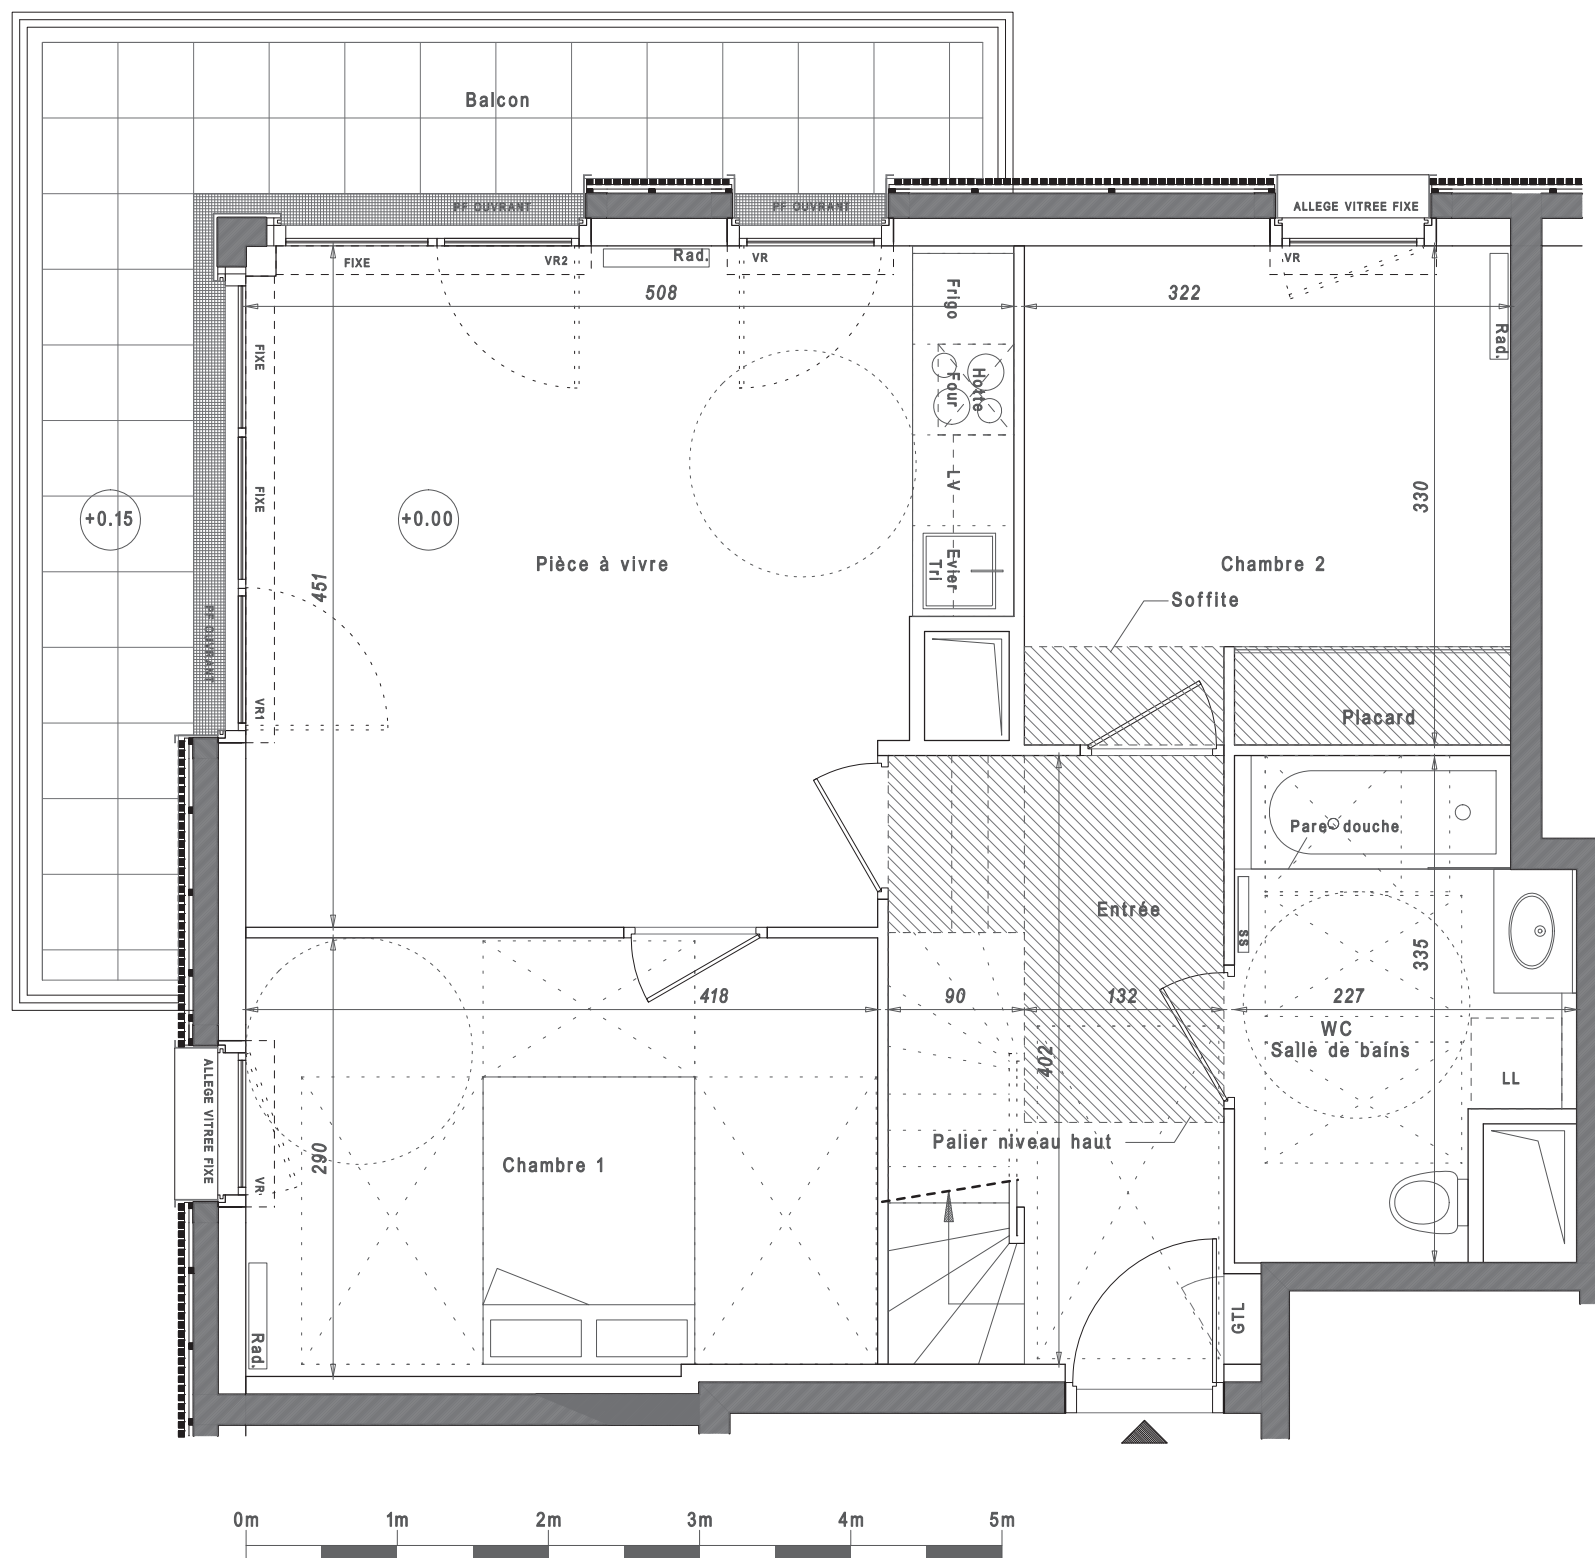 Balcon
PF OUVRANT
PF OUVRANT
ALLEGE VITREE FIXE
FIXE
VR2
Rad.
VR
VR
508
322
Frigo
Rad.
FIXE
Hotte
Four
FIXE
LV
330
+0.15
+0.00
Pièce à vivre
Evier
Tri
Chambre 2
451
Soffite
PF OUVRANT
VR1
Placard
Pare-douche
Entrée
SS
335
418
90
132
227
WC
Salle de bains
402
LL
ALLEGE VITREE FIXE
VR
290
Chambre 1
Palier niveau haut
Rad.
GTL
0m
1m
2m
3m
4m
5m